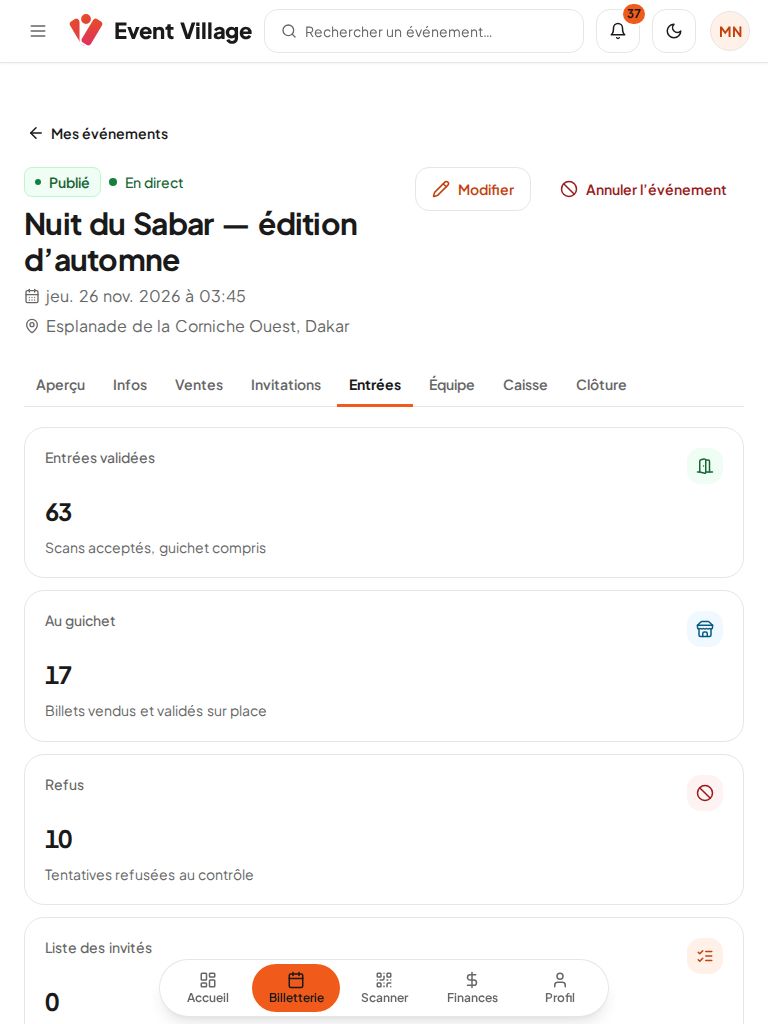 Event Village
Rechercher un événement…
37
MN
Mes événements
Publié
En direct
Modifier
Annuler l’événement
Nuit du Sabar — édition
d’automne
jeu. 26 nov. 2026 à 03:45
Esplanade de la Corniche Ouest, Dakar
Aperçu
Infos
Ventes
Invitations
Entrées
Équipe
Caisse
Clôture
Entrées validées
63
Scans acceptés, guichet compris
Au guichet
17
Billets vendus et validés sur place
Refus
10
Tentatives refusées au contrôle
Liste des invités
0
Accueil
Billetterie
Scanner
Finances
Profil